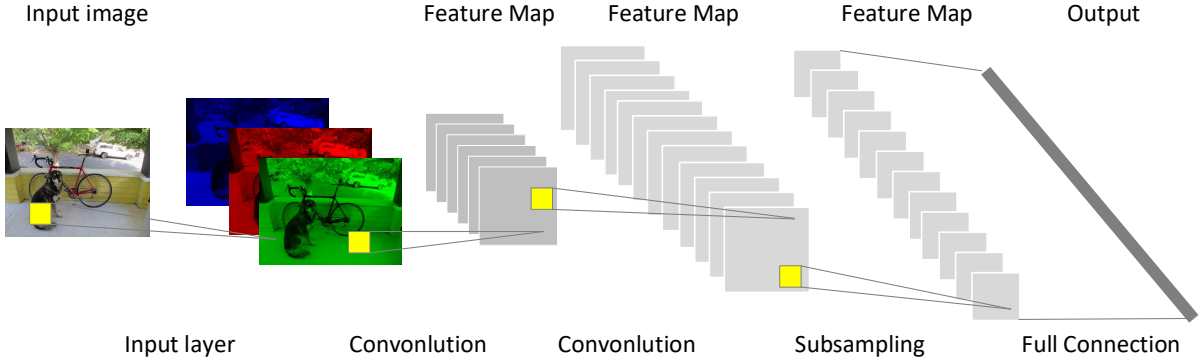 Input image
Feature Map
Feature Map
Feature Map
Output
Input layer
Convonlution
Convonlution
Subsampling
Full Connection